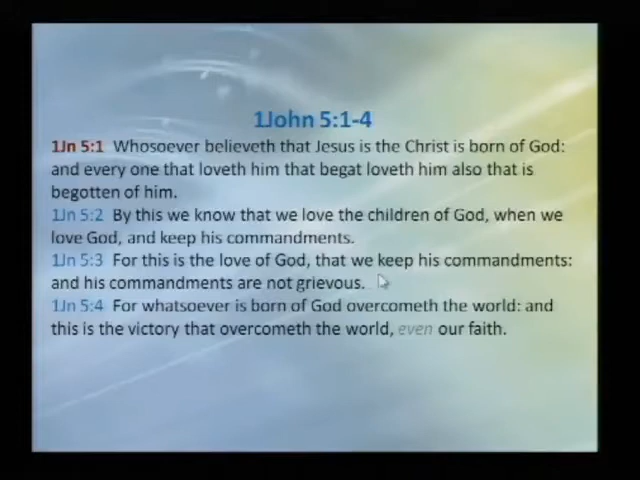 1John 5:1-4
1Jn 5:1 Whosoever believeth that Jesus is the Christ is born of God:
and every one that loveth him that begat loveth him also that is
begotten of him.
1Jn 5:2 By this we know that we love the children of God, when we
love God, and keep his commandments.
1Jn 5:3 For this is the love of God, that we keep his commandments:
and his commandments are not grievous.
1Jn 5:4 For whatsoever is born of God overcometh the world: and
this is the victory that overcometh the world, even our faith.